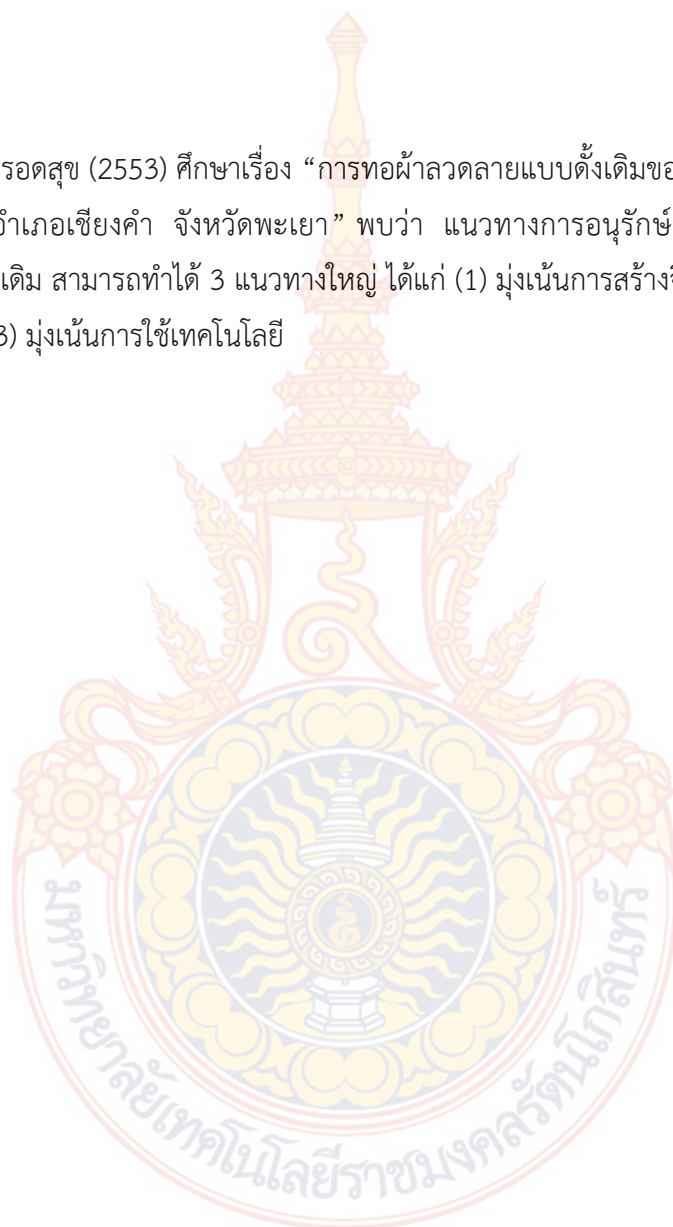 รอดสุข (2553) ศึกษาเรื่อง “การทอผ้าลวดลายแบบดั้งเดิมขอ
อำเภอเชียงคำ จังหวัดพะเยา” พบว่า แนวทางการอนุรักษ์
เดิม สามารถทำได้ 3 แนวทางใหญ่ ได้แก่ (1) มุ่งเน้นการสร้างจิ
3) มุ่งเน้นการใช้เทคโนโลยี
มหาวิทยาลัยเทคโนโลยีราชมงคลรัตนโกสินทร์